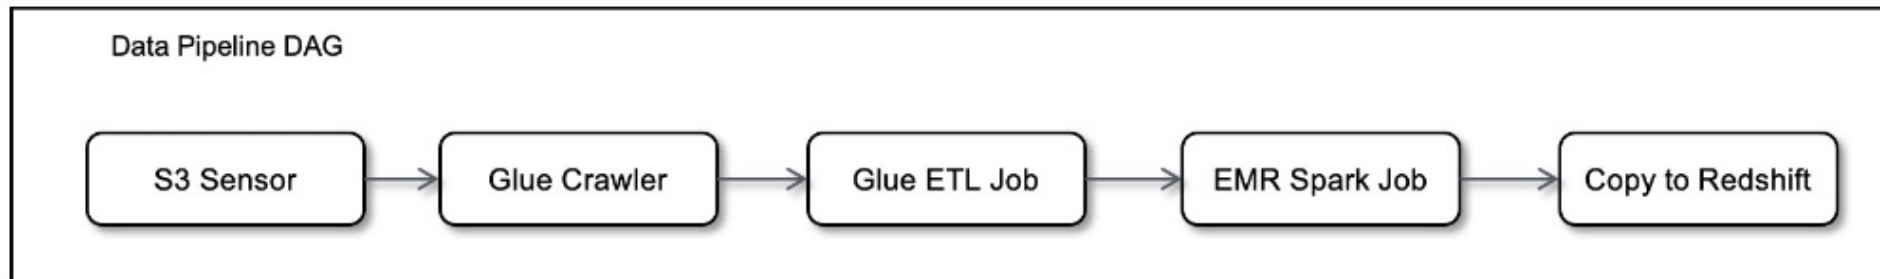 Data Pipeline DAG
S3 Sensor
Glue Crawler
Glue ETL Job
EMR Spark Job
Copy to Redshift